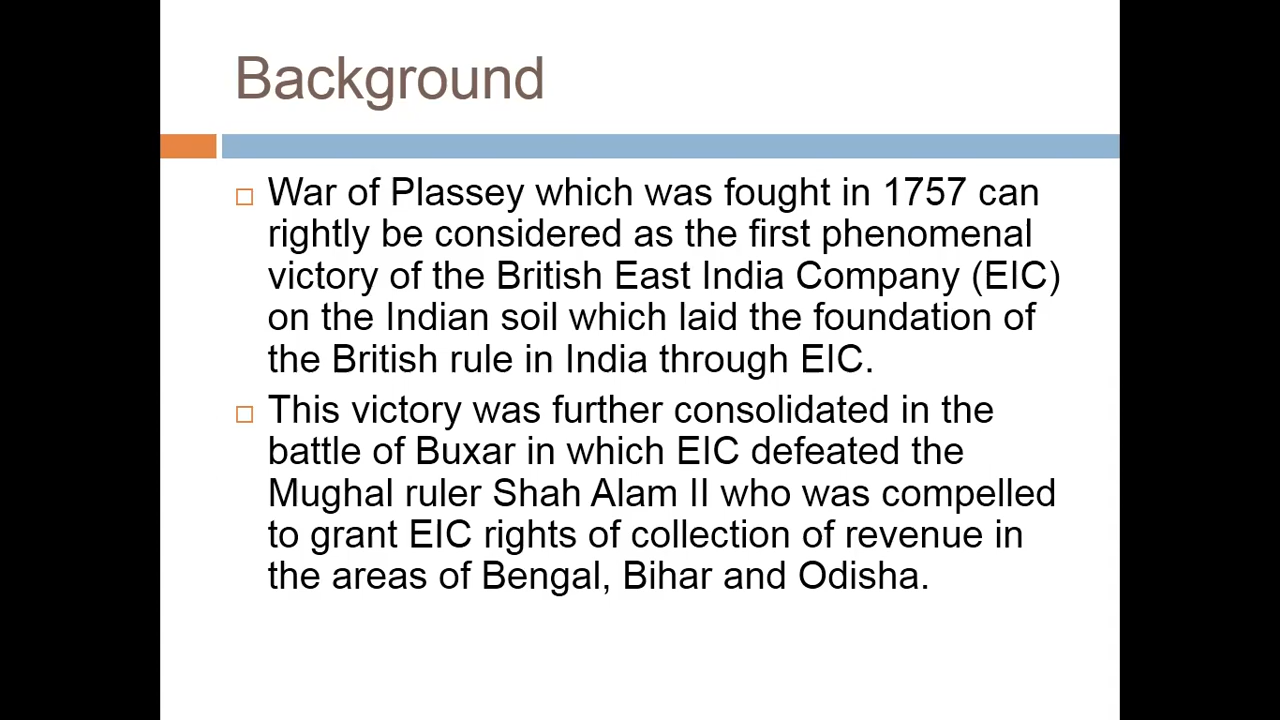 Background
War of Plassey which was fought in 1757 can
rightly be considered as the first phenomenal
victory of the British East India Company (EIC)
on the Indian soil which laid the foundation of
the British rule in India through EIC.
This victory was further consolidated in the
battle of Buxar in which EIC defeated the
Mughal ruler Shah Alam II who was compelled
to grant EIC rights of collection of revenue in
the areas of Bengal, Bihar and Odisha.